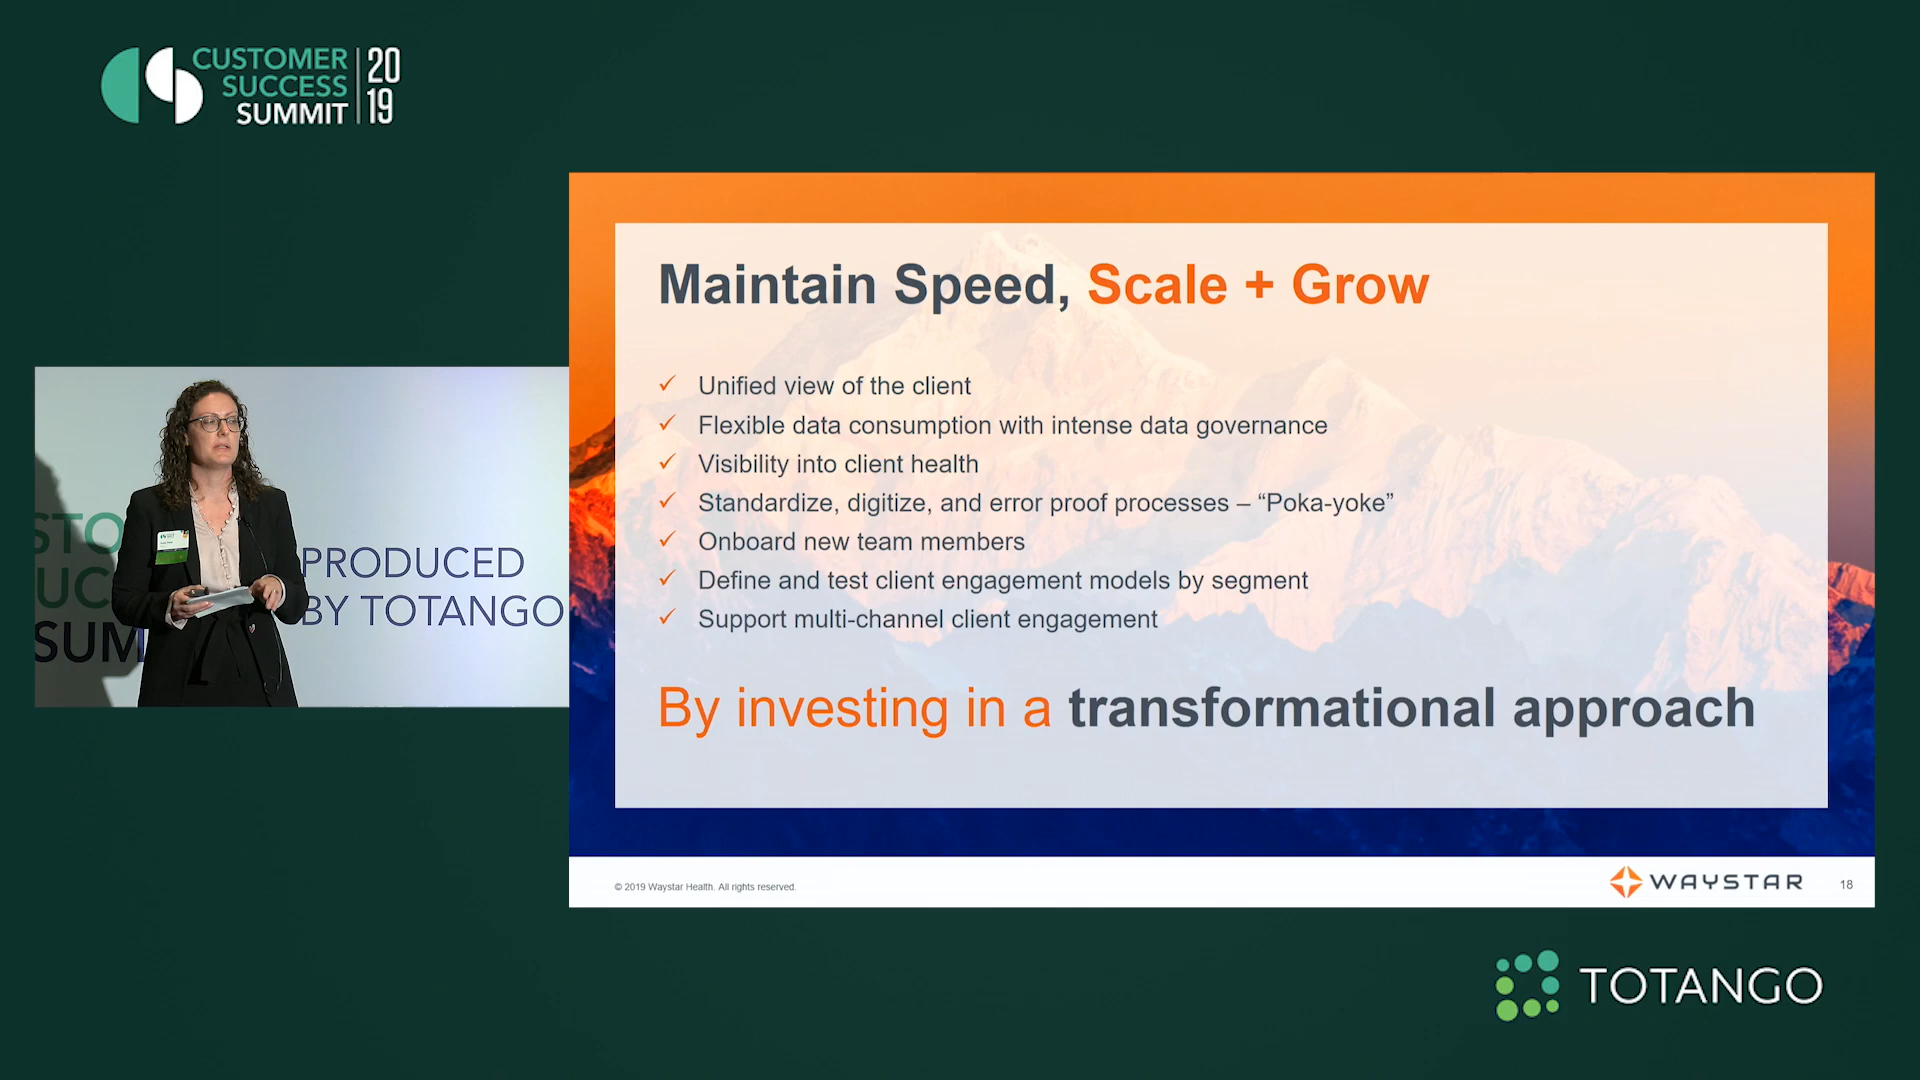 CUSTOMER
SUCCESS
SUMMIT
20
19
STO
UC
SUM
PRODUCED
BY TOTANGO
Maintain Speed, Scale + Grow
✓ Unified view of the client
✓ Flexible data consumption with intense data governance
✓ Visibility into client health
✓ Standardize, digitize, and error proof processes – “Poka-yoke”
✓ Onboard new team members
✓ Define and test client engagement models by segment
✓ Support multi-channel client engagement
By investing in a transformational approach
© 2019 Waystar Health. All rights reserved.
WAYSTAR
18
TOTANGO